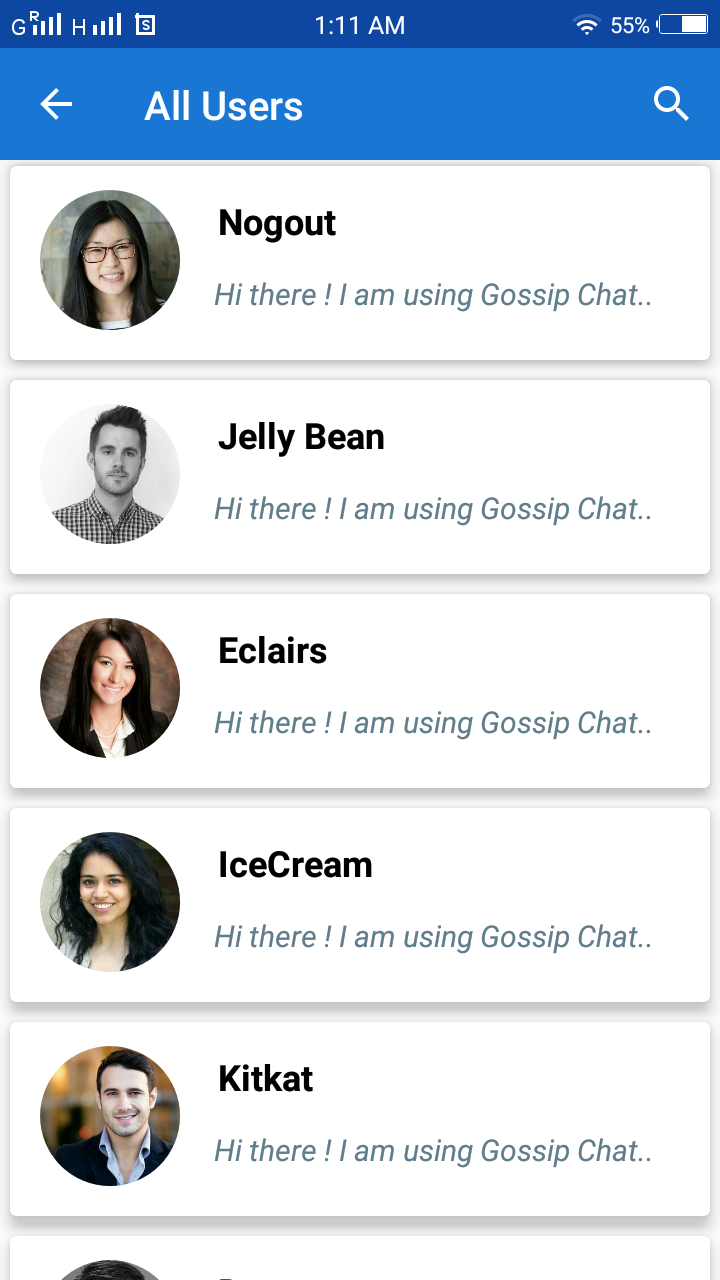 G R H S 1:11 AM 55%
All Users
Nogout
Hi there ! I am using Gossip Chat..
Jelly Bean
Hi there ! I am using Gossip Chat..
Eclairs
Hi there ! I am using Gossip Chat..
IceCream
Hi there ! I am using Gossip Chat..
Kitkat
Hi there ! I am using Gossip Chat..